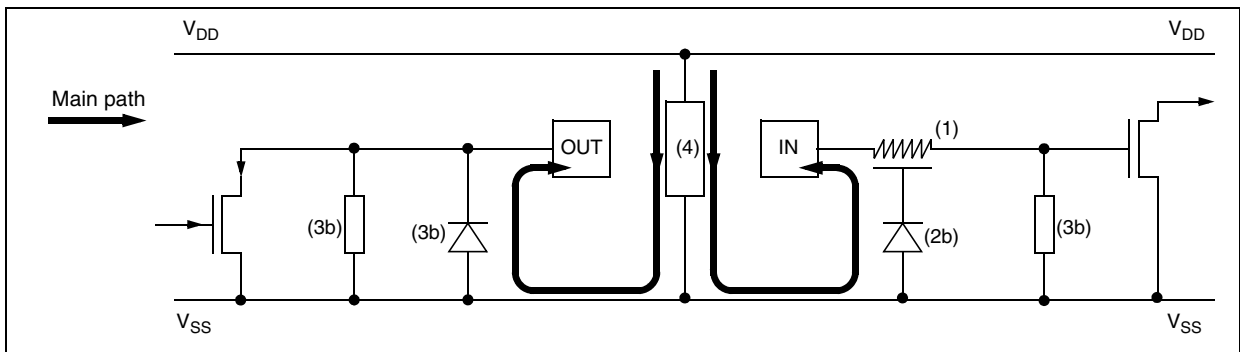 VDD VDD
Main path
(1)
OUT (4) IN
(3b) (3b) (2b) (3b)
VSS VSS